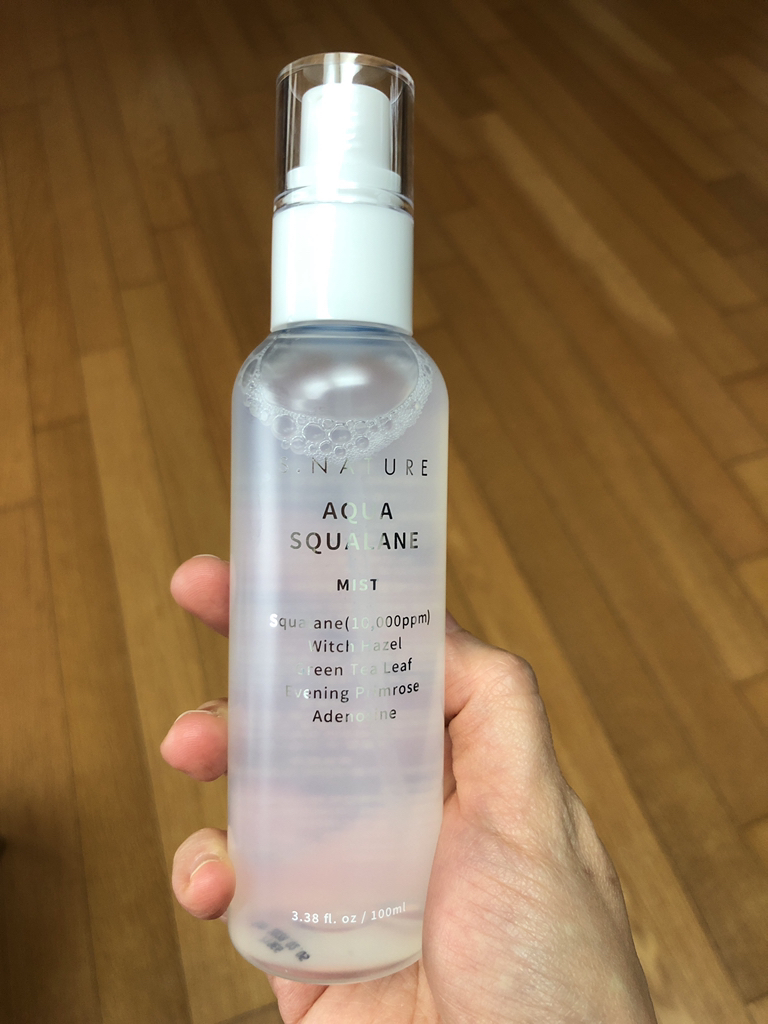 S.NATURE
AQUA
SQUALANE
MIST
Squalane(10,000ppm)
Witch Hazel
Green Tea Leaf
Evening Primrose
Adenosine
3.38 fl. oz / 100ml